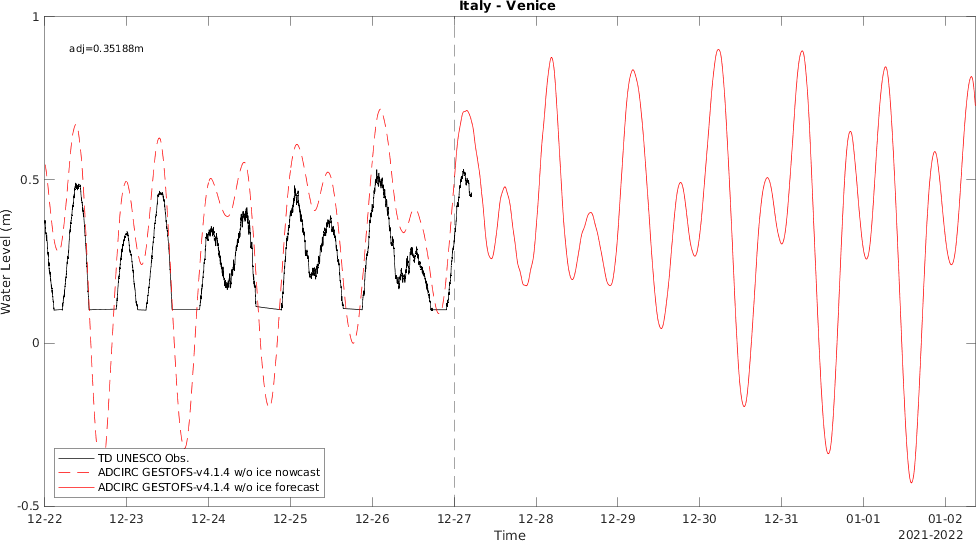 Italy - Venice
adj=0.35188m
1
0.5
0
-0.5
Water Level (m)
TD UNESCO Obs.
ADCIRC GESTOFS-v4.1.4 w/o ice nowcast
ADCIRC GESTOFS-v4.1.4 w/o ice forecast
12-22 12-23 12-24 12-25 12-26 12-27 12-28 12-29 12-30 12-31 01-01 01-02
Time
2021-2022